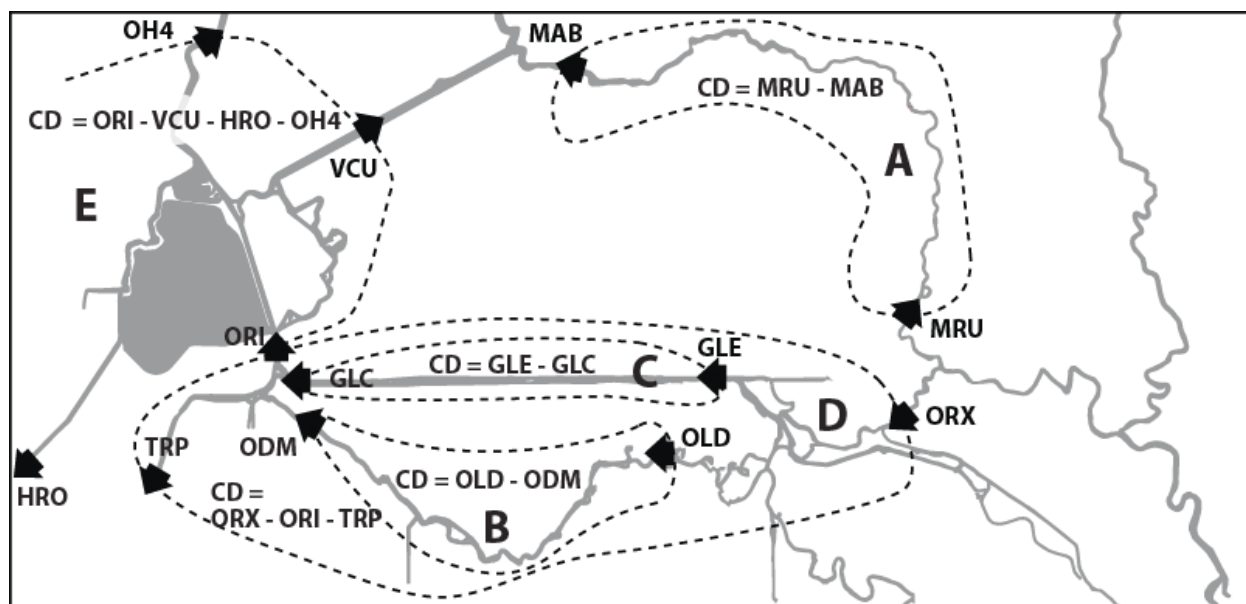 OH4
MAB
CD = MRU - MAB
CD = ORI - VCU - HRO - OH4
VCU
A
E
MRU
ORI
GLE
CD = GLE - GLC
C
GLC
D
ORX
TRP
ODM
OLD
HRO
CD =
ORX - ORI - TRP
CD = OLD - ODM
B